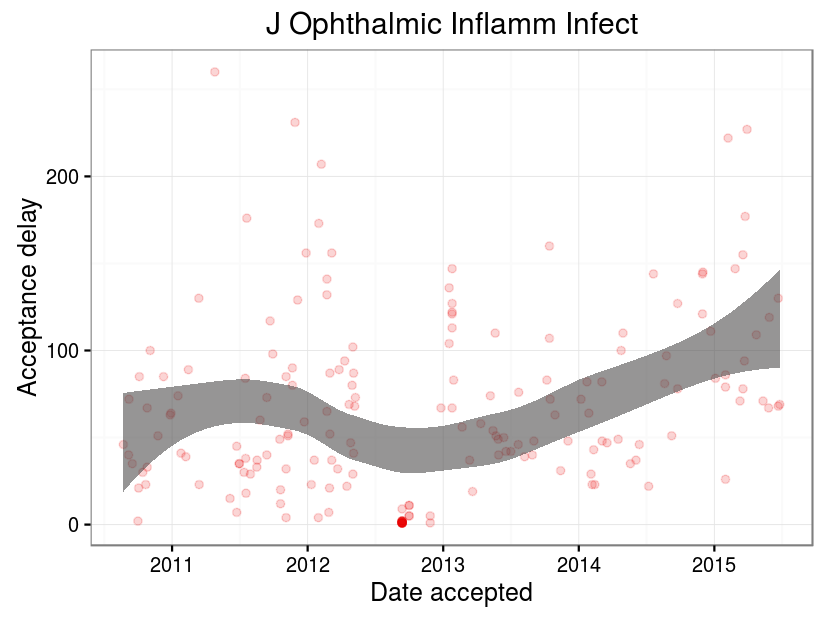 J Ophthalmic Inflamm Infect
Acceptance delay
200
100
0
2011 2012 2013 2014 2015
Date accepted